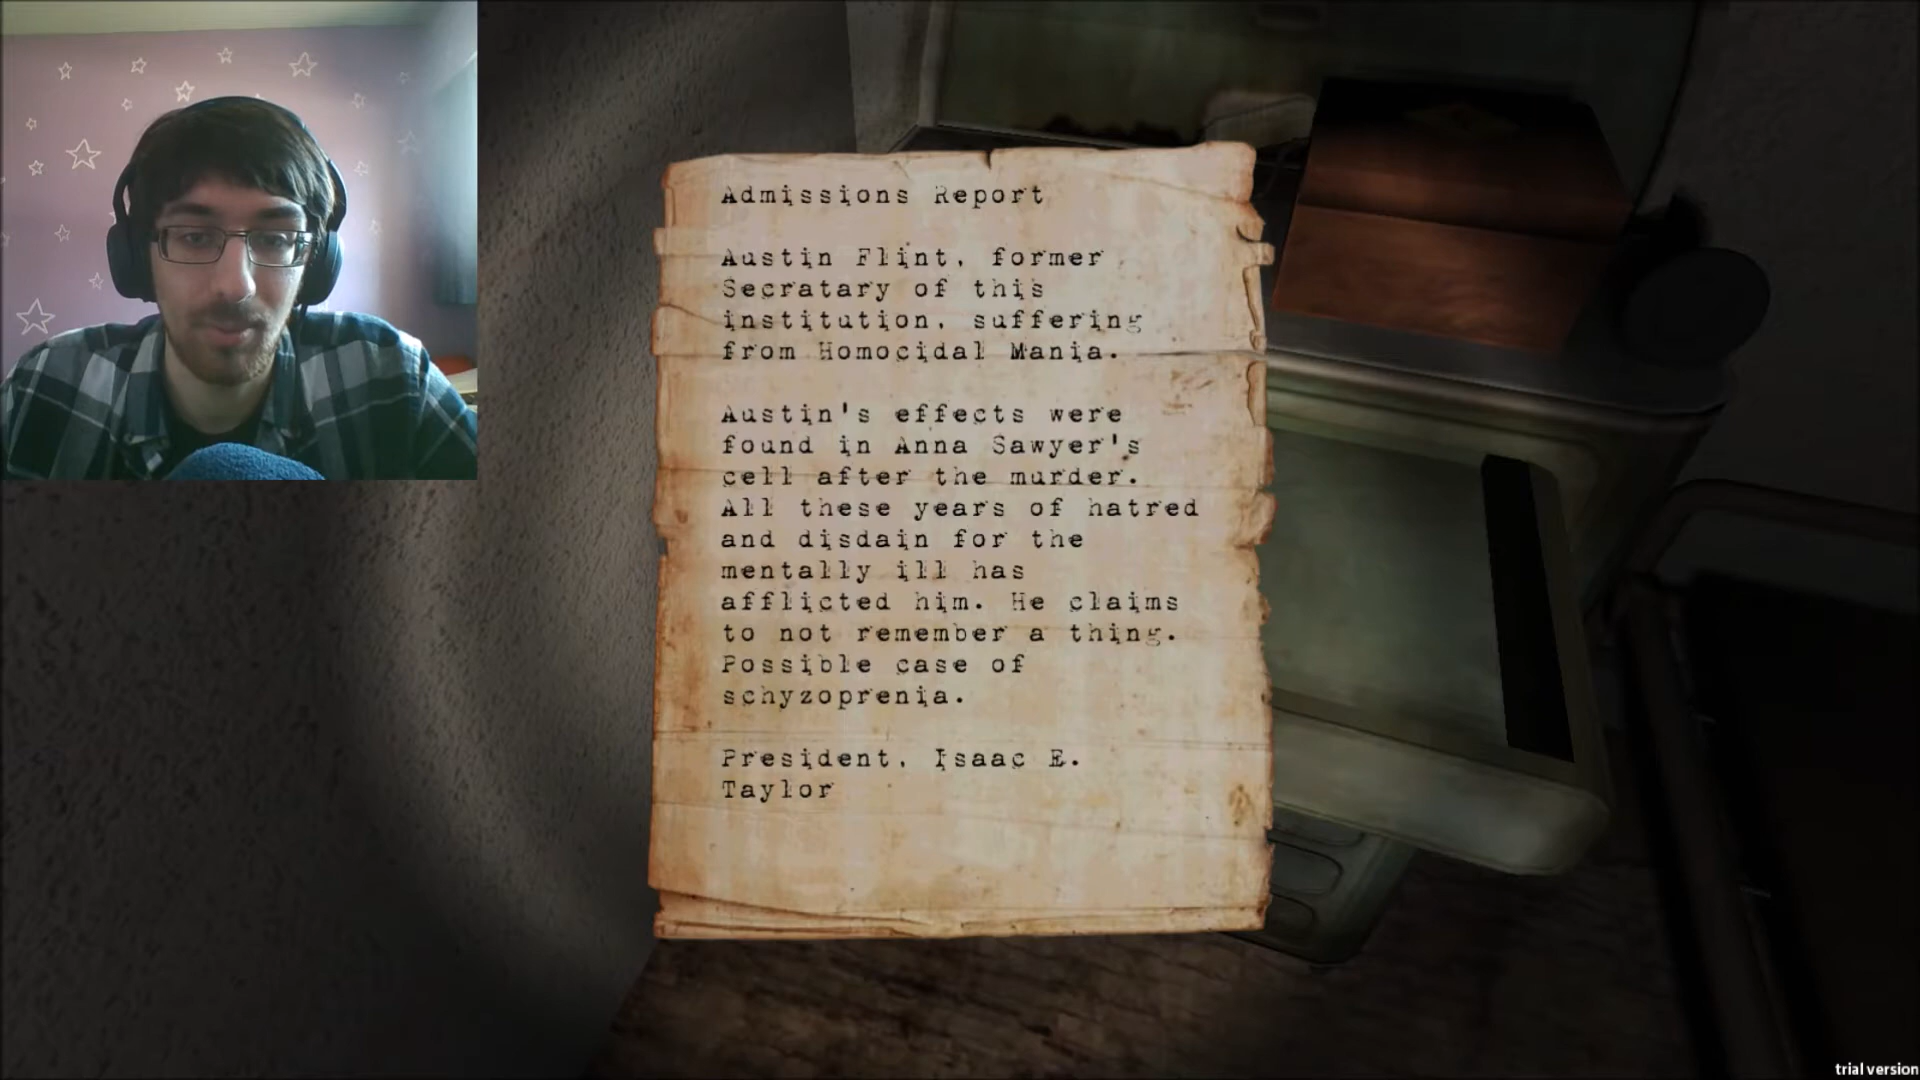 Admissions Report
Austin Flint, former
Secratary of this
institution, suffering
from Homocidal Mania.
Austin's effects were
found in Anna Sawyer's
cell after the murder.
All these years of hatred
and disdain for the
mentally ill has
afflicted him. He claims
to not remember a thing.
Possible case of
schyzoprenia.
President, Isaac E.
Taylor
trial version